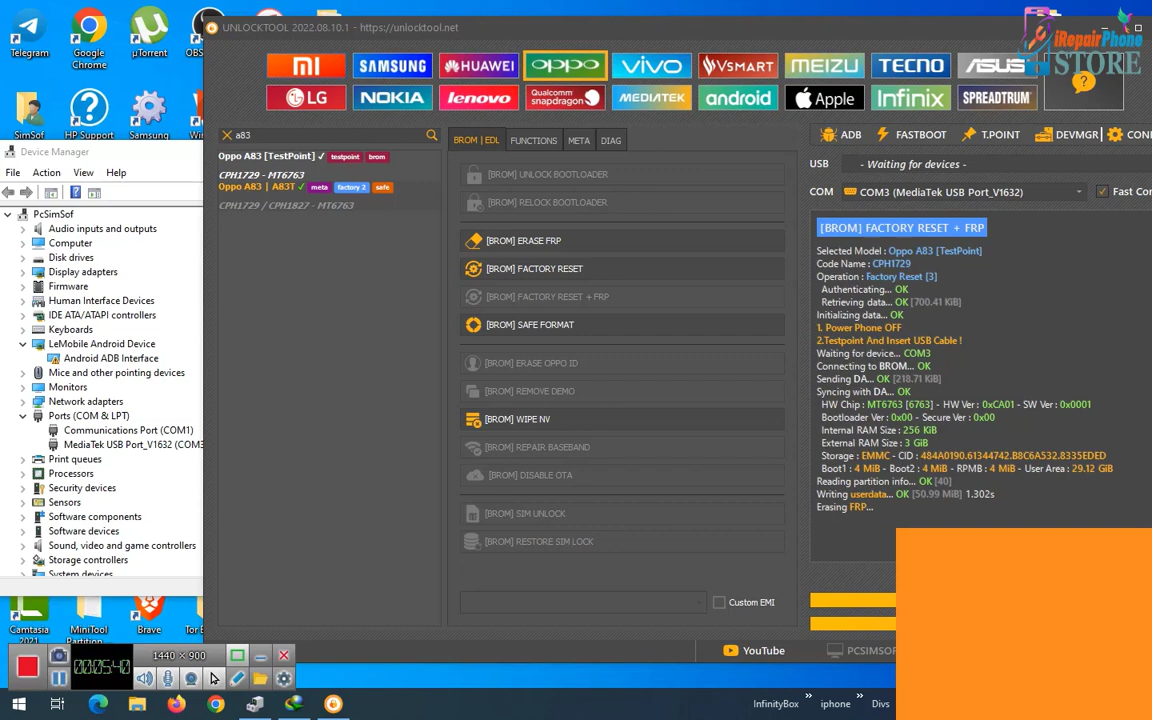 Telegram
Google
Chrome
µTorrent
OBS
SimSof
HP Support
Samsung
Device Manager
File Action View Help
PcSimSof
Audio inputs and outputs
Computer
Disk drives
Display adapters
Firmware
Human Interface Devices
IDE ATA/ATAPI controllers
Keyboards
LeMobile Android Device
Android ADB Interface
Mice and other pointing devices
Monitors
Network adapters
Ports (COM & LPT)
Communications Port (COM1)
MediaTek USB Port_V1632 (COM3
Print queues
Processors
Security devices
Sensors
Software components
Software devices
Sound, video and game controllers
Storage controllers
System devices
Camtasia
2021
MiniTool
Partition
Brave
Tor B
UNLOCKTOOL 2022.08.10.1 - https://unlocktool.net
iRepairPhone
STORE
MI SAMSUNG HUAWEI OPPO vivo VSMART MEIZU TECNO ASUS
LG NOKIA lenovo Qualcomm snapdragon MEDIATEK android Apple Infinix SPREADTRUM
a83
Oppo A83 [TestPoint] ✓ testpoint brom
CPH1729 - MT6763
Oppo A83 | A83T ✓ meta factory 2 safe
CPH1729 / CPH1827 - MT6763
BROM | EDL FUNCTIONS META DIAG
[BROM] UNLOCK BOOTLOADER
[BROM] RELOCK BOOTLOADER
[BROM] ERASE FRP
[BROM] FACTORY RESET
[BROM] FACTORY RESET + FRP
[BROM] SAFE FORMAT
[BROM] ERASE OPPO ID
[BROM] REMOVE DEMO
[BROM] WIPE NV
[BROM] REPAIR BASEBAND
[BROM] DISABLE OTA
[BROM] SIM UNLOCK
[BROM] RESTORE SIM LOCK
Custom EMI
ADB FASTBOOT T.POINT DEVMGR CON
USB - Waiting for devices -
COM COM3 (MediaTek USB Port_V1632) Fast Co
[BROM] FACTORY RESET + FRP
Selected Model : Oppo A83 [TestPoint]
Code Name : CPH1729
Operation : Factory Reset [3]
Authenticating... OK
Retrieving data... OK [700.41 KiB]
Initializing data... OK
1. Power Phone OFF
2.Testpoint And Insert USB Cable !
Waiting for device... COM3
Connecting to BROM... OK
Sending DA... OK [218.71 KiB]
Syncing with DA... OK
HW Chip : MT6763 [6763] - HW Ver : 0xCA01 - SW Ver : 0x0001
Bootloader Ver : 0x00 - Secure Ver : 0x00
Internal RAM Size : 256 KiB
External RAM Size : 3 GiB
Storage : EMMC - CID : 484A0190.61344742.B8C6A532.8335EDED
Boot1 : 4 MiB - Boot2 : 4 MiB - RPMB : 4 MiB - User Area : 29.12 GiB
Reading partition info... OK [40]
Writing userdata... OK [50.99 MiB] 1.302s
Erasing FRP...
YouTube PCSIMSOF
1440 × 900
00:05:40
InfinityBox » iphone » Divs